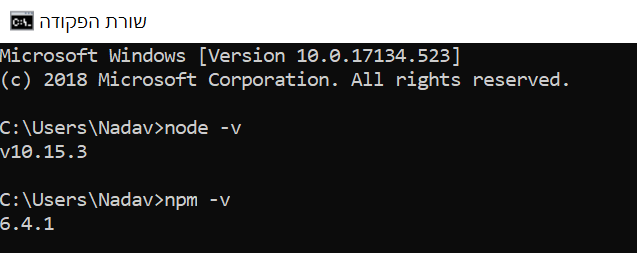 שורת הפקודה
Microsoft Windows [Version 10.0.17134.523]
(c) 2018 Microsoft Corporation. All rights reserved.
C:\Users\Nadav>node -v
v10.15.3
C:\Users\Nadav>npm -v
6.4.1